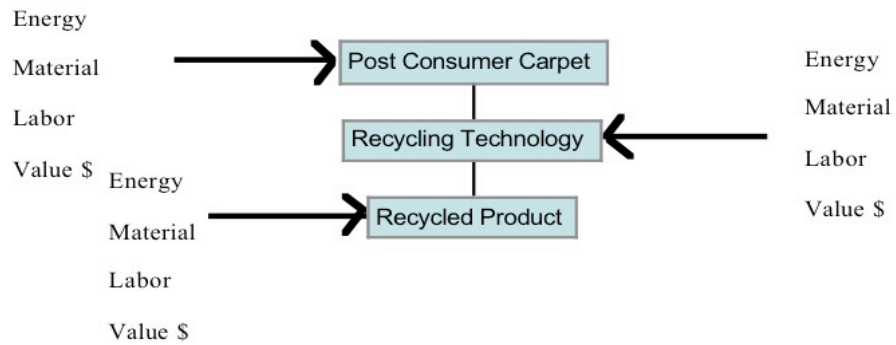 Energy
Material
Labor
Value $
Post Consumer Carpet
Recycling Technology
Recycled Product
Energy
Material
Labor
Value $
Energy
Material
Labor
Value $